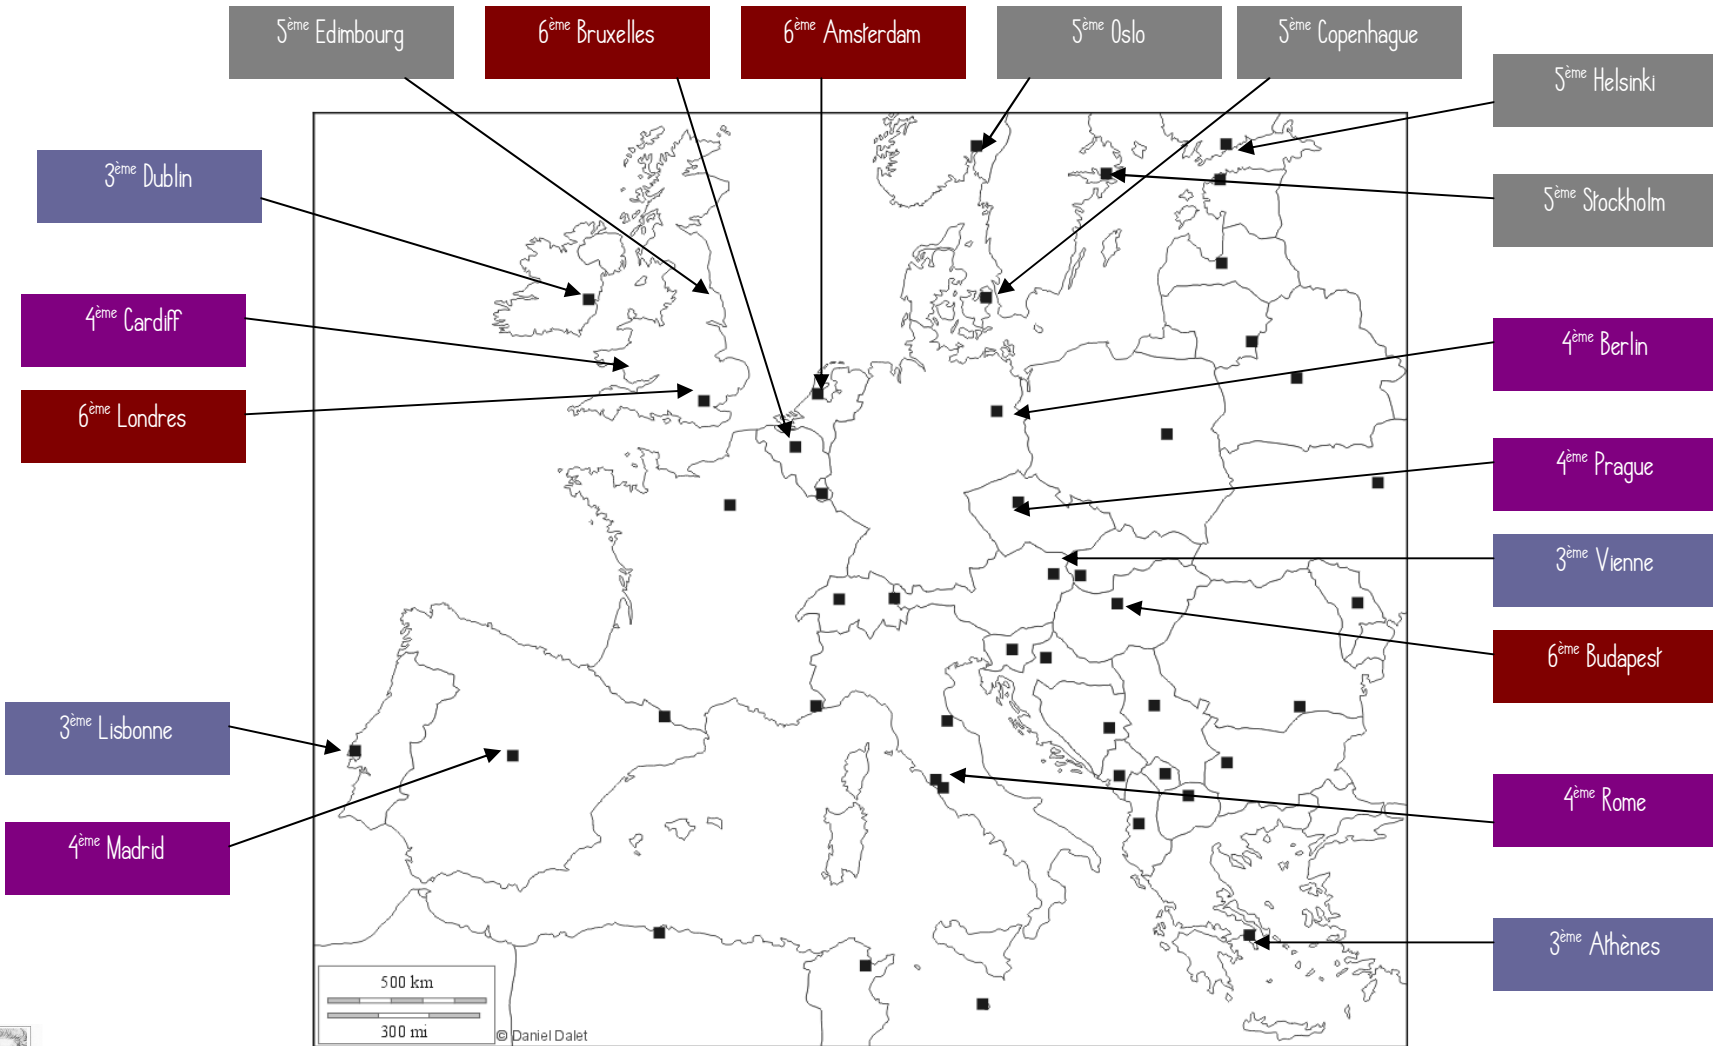 5ème Edimbourg
6ème Bruxelles
6ème Amsterdam
5ème Oslo
5ème Copenhague
5ème Helsinki
3ème Dublin
5ème Stockholm
4ème Cardiff
4ème Berlin
6ème Londres
4ème Prague
3ème Vienne
6ème Budapest
3ème Lisbonne
4ème Rome
4ème Madrid
3ème Athènes
500 km
300 mi
© Daniel Dalet